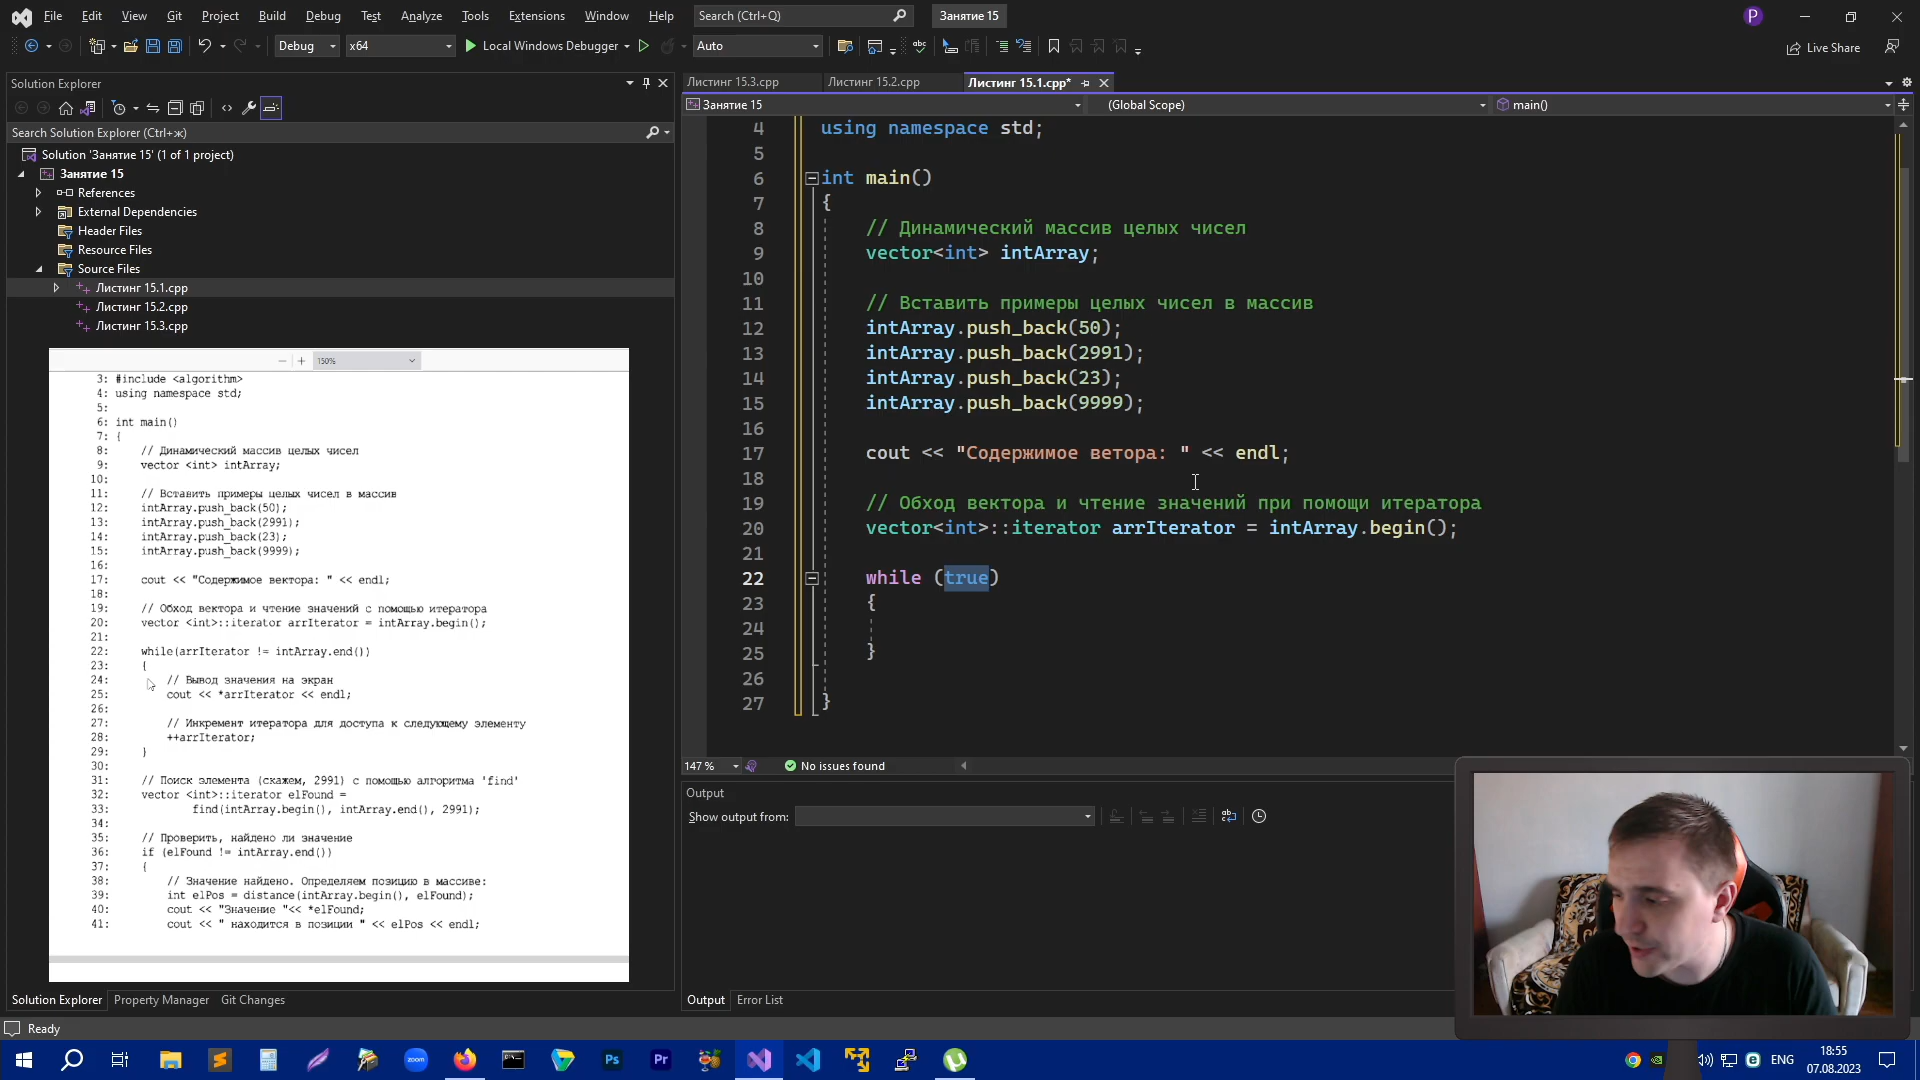 File Edit View Git Project Build Debug Test Analyze Tools Extensions Window Help Search (Ctrl+Q) Занятие 15 P
Debug x64 Local Windows Debugger Auto Live Share
Solution Explorer
Search Solution Explorer (Ctrl+ж)
Solution 'Занятие 15' (1 of 1 project)
Занятие 15
References
External Dependencies
Header Files
Resource Files
Source Files
Листинг 15.1.cpp
Листинг 15.2.cpp
Листинг 15.3.cpp
150%
3: #include <algorithm>
4: using namespace std;
5:
6: int main()
7: {
8: // Динамический массив целых чисел
9: vector <int> intArray;
10:
11: // Вставить примеры целых чисел в массив
12: intArray.push_back(50);
13: intArray.push_back(2991);
14: intArray.push_back(23);
15: intArray.push_back(9999);
16:
17: cout << "Содержимое вектора: " << endl;
18:
19: // Обход вектора и чтение значений с помощью итератора
20: vector <int>::iterator arrIterator = intArray.begin();
21:
22: while(arrIterator != intArray.end())
23: {
24: // Вывод значения на экран
25: cout << *arrIterator << endl;
26:
27: // Инкремент итератора для доступа к следующему элементу
28: ++arrIterator;
29: }
30:
31: // Поиск элемента (скажем, 2991) с помощью алгоритма 'find'
32: vector <int>::iterator elFound =
33: find(intArray.begin(), intArray.end(), 2991);
34:
35: // Проверить, найдено ли значение
36: if (elFound != intArray.end())
37: {
38: // Значение найдено. Определяем позицию в массиве:
39: int elPos = distance(intArray.begin(), elFound);
40: cout << "Значение "<< *elFound;
41: cout << " находится в позиции " << elPos << endl;
Solution Explorer Property Manager Git Changes
Листинг 15.3.cpp Листинг 15.2.cpp Листинг 15.1.cpp*
Занятие 15 (Global Scope) main()
4 using namespace std;
5
6 int main()
7 {
8 // Динамический массив целых чисел
9 vector<int> intArray;
10
11 // Вставить примеры целых чисел в массив
12 intArray.push_back(50);
13 intArray.push_back(2991);
14 intArray.push_back(23);
15 intArray.push_back(9999);
16
17 cout << "Содержимое ветора: " << endl;
18
19 // Обход вектора и чтение значений при помощи итератора
20 vector<int>::iterator arrIterator = intArray.begin();
21
22 while (true)
23 {
24
25 }
26
27 }
147 % No issues found
Output
Show output from:
Output Error List
Ready
zoom Ps Pr ENG 18:55
07.08.2023